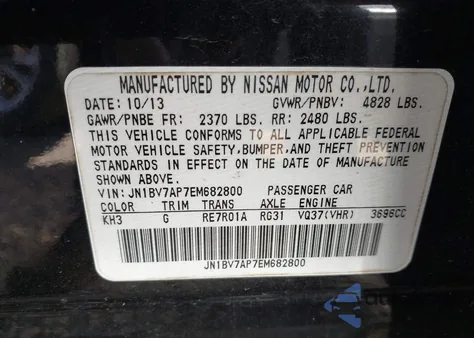 MANUFACTURED BY NISSAN MOTOR CO.,LTD.
DATE: 10/13 GVWR/PNBV: 4828 LBS.
GAWR/PNBE FR: 2370 LBS. RR: 2480 LBS.
THIS VEHICLE CONFORMS TO ALL APPLICABLE FEDERAL
MOTOR VEHICLE SAFETY, BUMPER, AND THEFT PREVENTION
STANDARDS IN EFFECT ON THE DATE OF MANUFACTURE
SHOWN ABOVE.
VIN: JN1BV7AP7EM682800 PASSENGER CAR
COLOR TRIM TRANS AXLE ENGINE
KH3 G RE7R01A RG31 VQ37(VHR) 3696CC
JN1BV7AP7EM682800